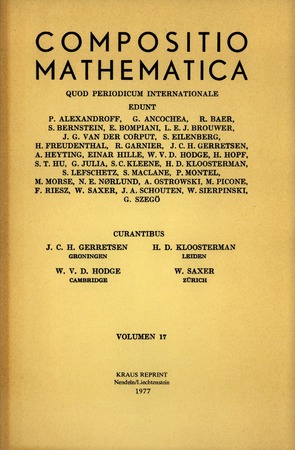 COMPOSITIO
MATHEMATICA
QUOD PERIODICUM INTERNATIONALE
EDUNT
P. ALEXANDROFF, G. ANCOCHEA, R. BAER,
S. BERNSTEIN, E. BOMPIANI, L. E. J. BROUWER,
J. G. VAN DER CORPUT, S. EILENBERG,
H. FREUDENTHAL, R. GARNIER, J. C. H. GERRETSEN,
A. HEYTING, EINAR HILLE, W. V. D. HODGE, H. HOPF,
S. T. HU, G. JULIA, S. C. KLEENE, H. D. KLOOSTERMAN,
S. LEFSCHETZ, S. MACLANE, P. MONTEL,
M. MORSE, N. E. NØRLUND, A. OSTROWSKI, M. PICONE,
F. RIESZ, W. SAXER, J. A. SCHOUTEN, W. SIERPINSKI,
G. SZEGÖ
CURANTIBUS
J. C. H. GERRETSEN H. D. KLOOSTERMAN
GRONINGEN LEIDEN
W. V. D. HODGE W. SAXER
CAMBRIDGE ZÜRICH
VOLUMEN 17
KRAUS REPRINT
Nendeln/Liechtenstein
1977